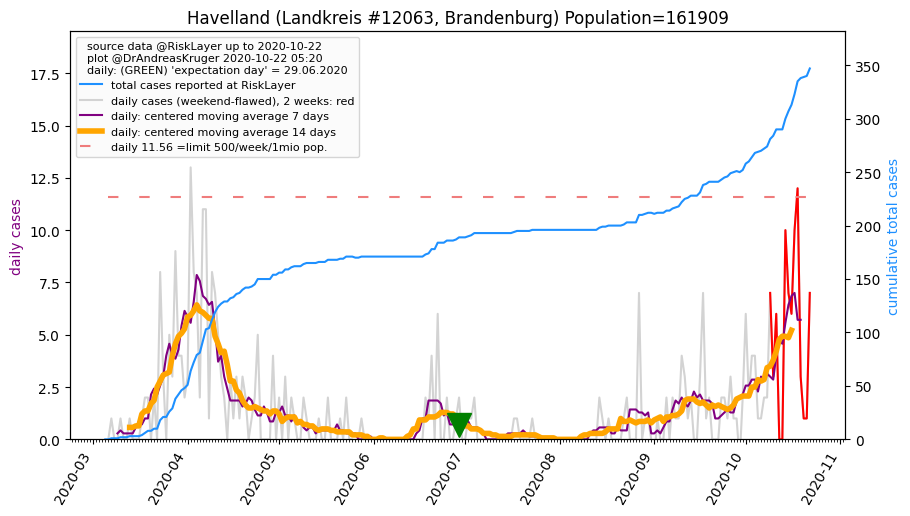 Havelland (Landkreis #12063, Brandenburg) Population=161909
source data @RiskLayer up to 2020-10-22
plot @DrAndreasKruger 2020-10-22 05:20
daily: (GREEN) 'expectation day' = 29.06.2020
total cases reported at RiskLayer
daily cases (weekend-flawed), 2 weeks: red
daily: centered moving average 7 days
daily: centered moving average 14 days
daily 11.56 =limit 500/week/1mio pop.
daily cases
17.5
15.0
12.5
10.0
7.5
5.0
2.5
0.0
350
300
250
200
150
100
50
0
cumulative total cases
2020-03
2020-04
2020-05
2020-06
2020-07
2020-08
2020-09
2020-10
2020-11